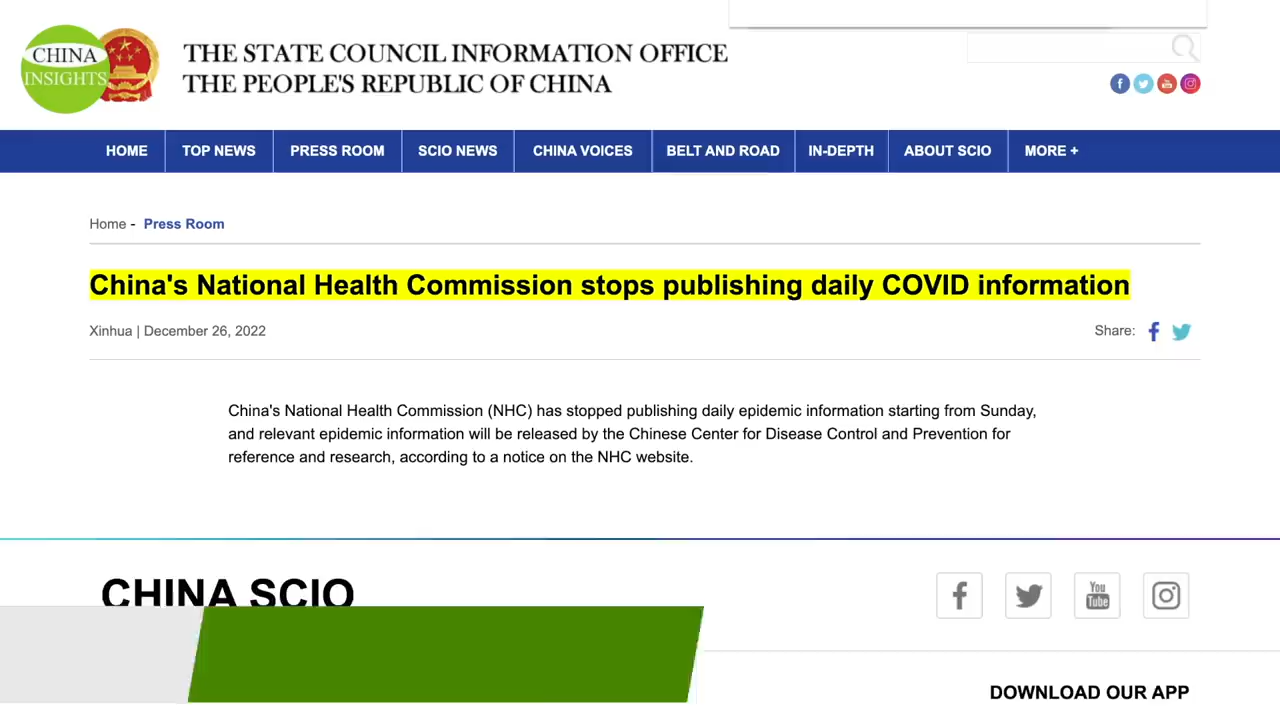 CHINA
INSIGHTS
THE STATE COUNCIL INFORMATION OFFICE
THE PEOPLE'S REPUBLIC OF CHINA
HOME TOP NEWS PRESS ROOM SCIO NEWS CHINA VOICES BELT AND ROAD IN-DEPTH ABOUT SCIO MORE +
Home - Press Room
China's National Health Commission stops publishing daily COVID information
Xinhua | December 26, 2022 Share:
China's National Health Commission (NHC) has stopped publishing daily epidemic information starting from Sunday,
and relevant epidemic information will be released by the Chinese Center for Disease Control and Prevention for
reference and research, according to a notice on the NHC website.
CHINA SCIO
You
Tube
DOWNLOAD OUR APP